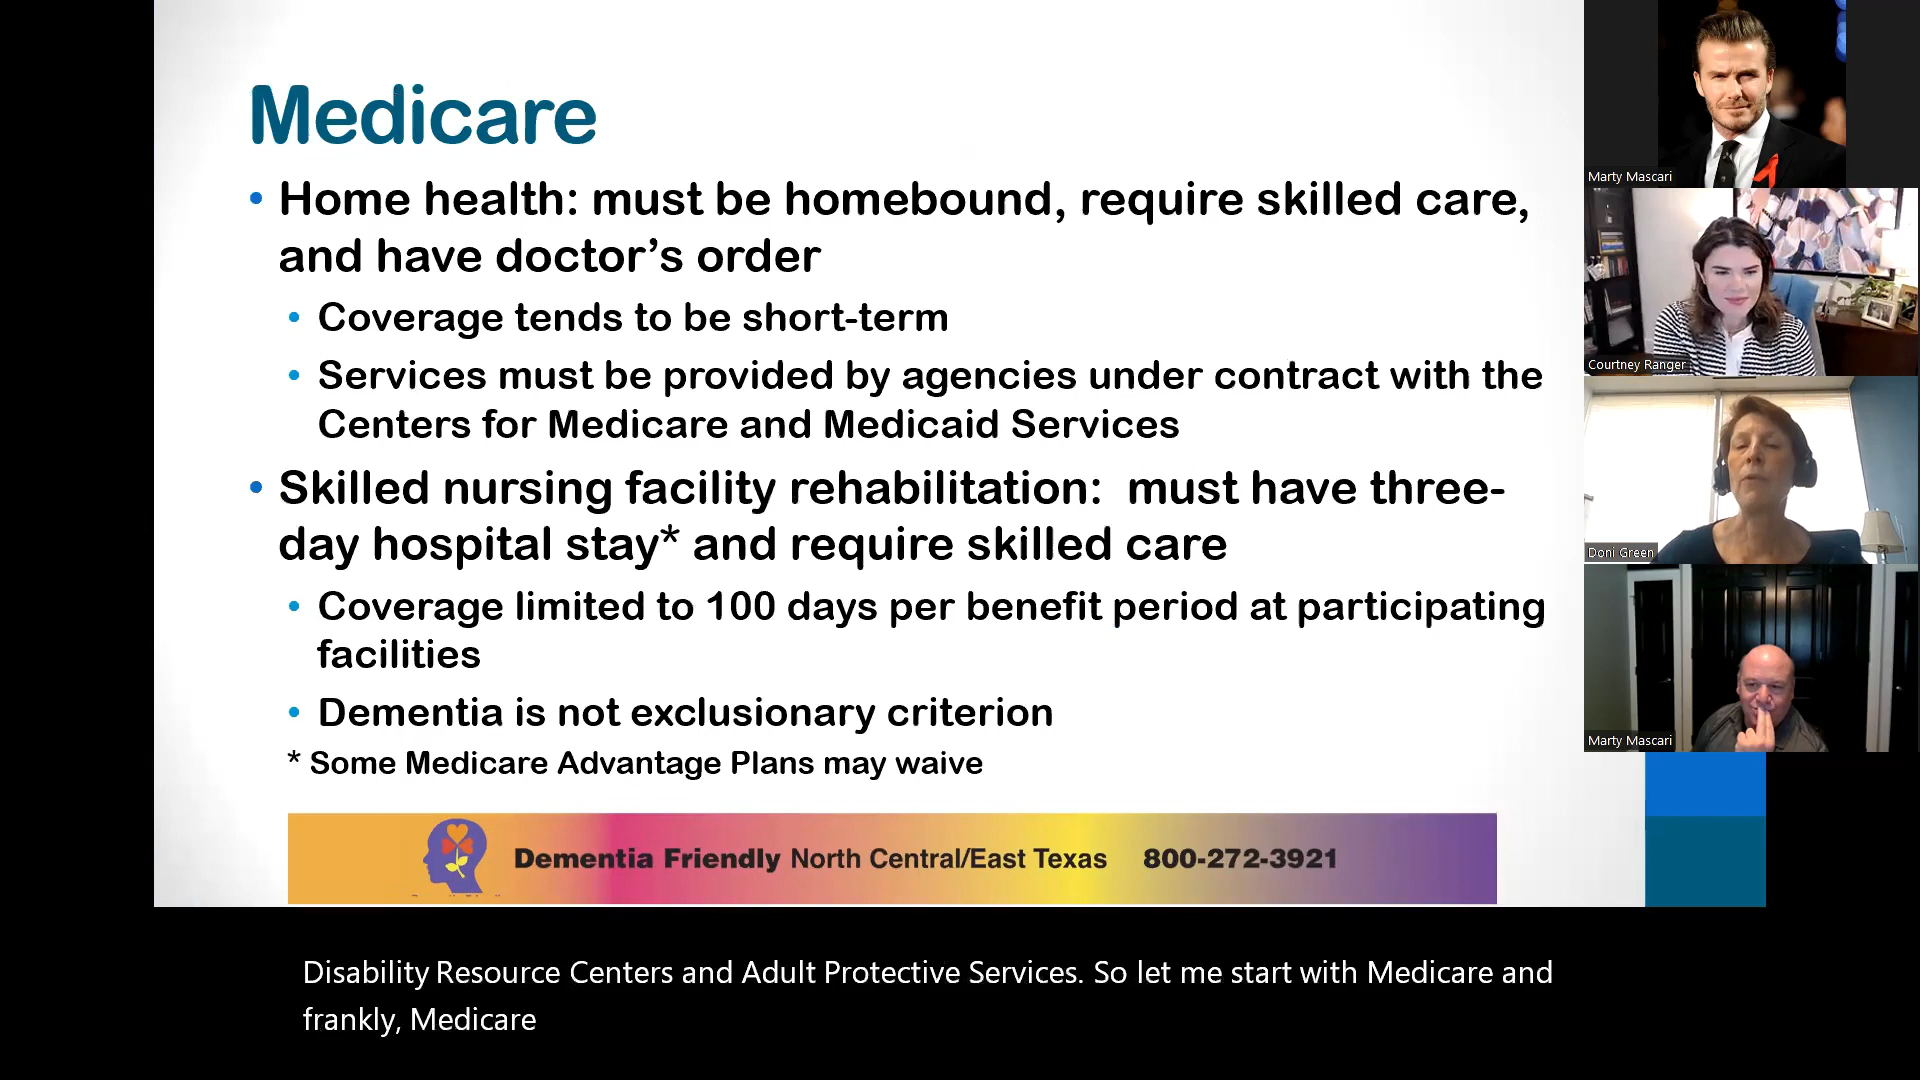 Medicare
• Home health: must be homebound, require skilled care,
and have doctor’s order
• Coverage tends to be short-term
• Services must be provided by agencies under contract with the
Centers for Medicare and Medicaid Services
• Skilled nursing facility rehabilitation:  must have three-
day hospital stay* and require skilled care
• Coverage limited to 100 days per benefit period at participating
facilities
• Dementia is not exclusionary criterion
* Some Medicare Advantage Plans may waive
Dementia Friendly North Central/East Texas 800-272-3921
Marty Mascari
Courtney Ranger
Doni Green
Marty Mascari
Disability Resource Centers and Adult Protective Services. So let me start with Medicare and
frankly, Medicare